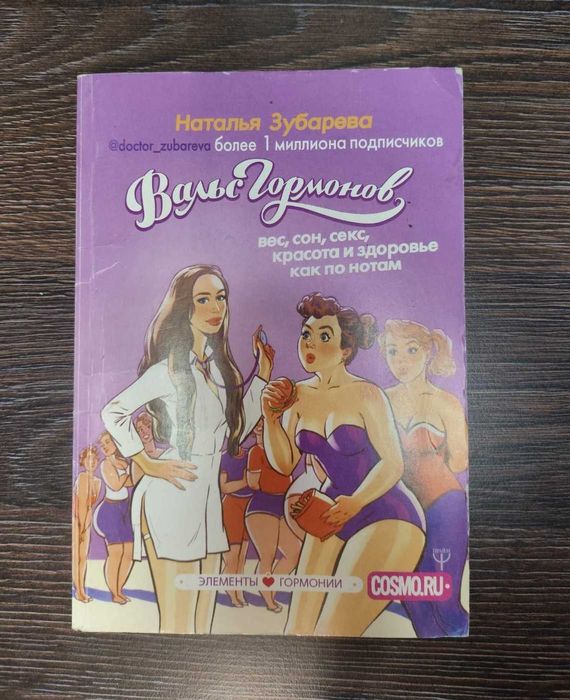 Наталья Зубарева
@doctor_zubareva более 1 миллиона подписчиков
Вальс Гормонов
вес, сон, секс,
красота и здоровье
как по нотам
ЭЛЕМЕНТЫ ГОРМОНИИ
COSMO.RU